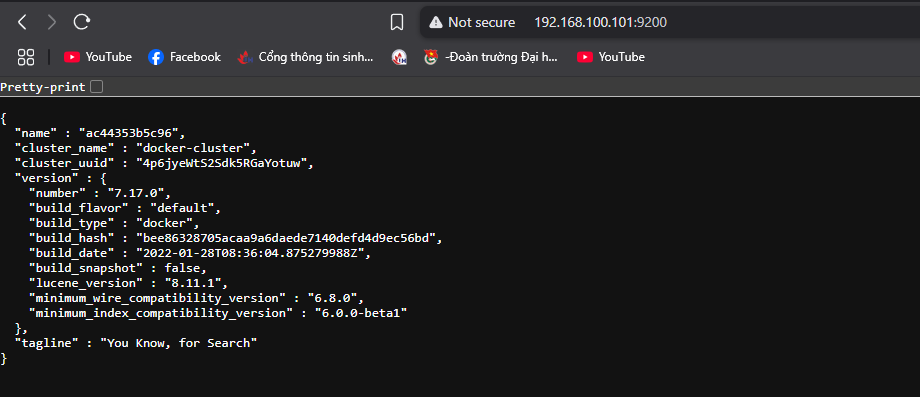 Not secure 192.168.100.101:9200
YouTube Facebook Cổng thông tin sinh... -Đoàn trường Đại h... YouTube
Pretty-print
{
  "name" : "ac44353b5c96",
  "cluster_name" : "docker-cluster",
  "cluster_uuid" : "4p6jyeWtS2Sdk5RGaYotuw",
  "version" : {
    "number" : "7.17.0",
    "build_flavor" : "default",
    "build_type" : "docker",
    "build_hash" : "bee86328705acaa9a6daede7140defd4d9ec56bd",
    "build_date" : "2022-01-28T08:36:04.875279988Z",
    "build_snapshot" : false,
    "lucene_version" : "8.11.1",
    "minimum_wire_compatibility_version" : "6.8.0",
    "minimum_index_compatibility_version" : "6.0.0-beta1"
  },
  "tagline" : "You Know, for Search"
}